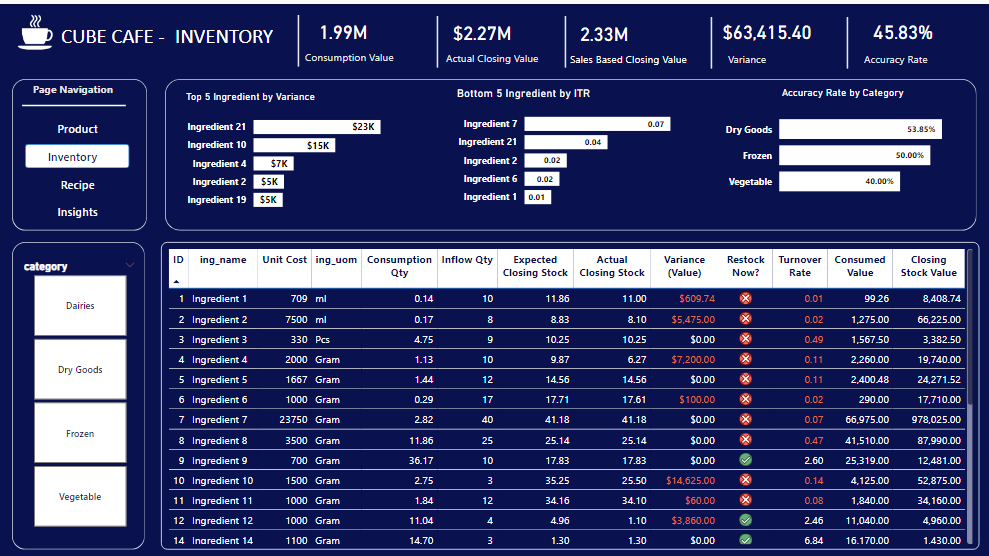 CUBE CAFE - INVENTORY
1.99M
Consumption Value
$2.27M
Actual Closing Value
2.33M
Sales Based Closing Value
$63,415.40
Variance
45.83%
Accuracy Rate
Page Navigation
Product
Inventory
Recipe
Insights
Top 5 Ingredient by Variance
Ingredient 21 $23K
Ingredient 10 $15K
Ingredient 4 $7K
Ingredient 2 $5K
Ingredient 19 $5K
Bottom 5 Ingredient by ITR
Ingredient 7 0.07
Ingredient 21 0.04
Ingredient 2 0.02
Ingredient 6 0.02
Ingredient 1 0.01
Accuracy Rate by Category
Dry Goods 53.85%
Frozen 50.00%
Vegetable 40.00%
category
Dairies
Dry Goods
Frozen
Vegetable
ID ing_name Unit Cost ing_uom Consumption Qty Inflow Qty Expected Closing Stock Actual Closing Stock Variance (Value) Restock Now? Turnover Rate Consumed Value Closing Stock Value
1 Ingredient 1 709 ml 0.14 10 11.86 11.00 $609.74 0.01 99.26 8,408.74
2 Ingredient 2 7500 ml 0.17 8 8.83 8.10 $5,475.00 0.02 1,275.00 66,225.00
3 Ingredient 3 330 Pcs 4.75 9 10.25 10.25 $0.00 0.49 1,567.50 3,382.50
4 Ingredient 4 2000 Gram 1.13 10 9.87 6.27 $7,200.00 0.11 2,260.00 19,740.00
5 Ingredient 5 1667 Gram 1.44 12 14.56 14.56 $0.00 0.11 2,400.48 24,271.52
6 Ingredient 6 1000 Gram 0.29 17 17.71 17.61 $100.00 0.02 290.00 17,710.00
7 Ingredient 7 23750 Gram 2.82 40 41.18 41.18 $0.00 0.07 66,975.00 978,025.00
8 Ingredient 8 3500 Gram 11.86 25 25.14 25.14 $0.00 0.47 41,510.00 87,990.00
9 Ingredient 9 700 Gram 36.17 10 17.83 17.83 $0.00 2.60 25,319.00 12,481.00
10 Ingredient 10 1500 Gram 2.75 3 35.25 25.50 $14,625.00 0.14 4,125.00 52,875.00
11 Ingredient 11 1000 Gram 1.84 12 34.16 34.10 $60.00 0.08 1,840.00 34,160.00
12 Ingredient 12 1000 Gram 11.04 4 4.96 1.10 $3,860.00 2.46 11,040.00 4,960.00
14 Ingredient 14 1100 Gram 14.70 3 1.30 1.30 $0.00 6.84 16,170.00 1,430.00